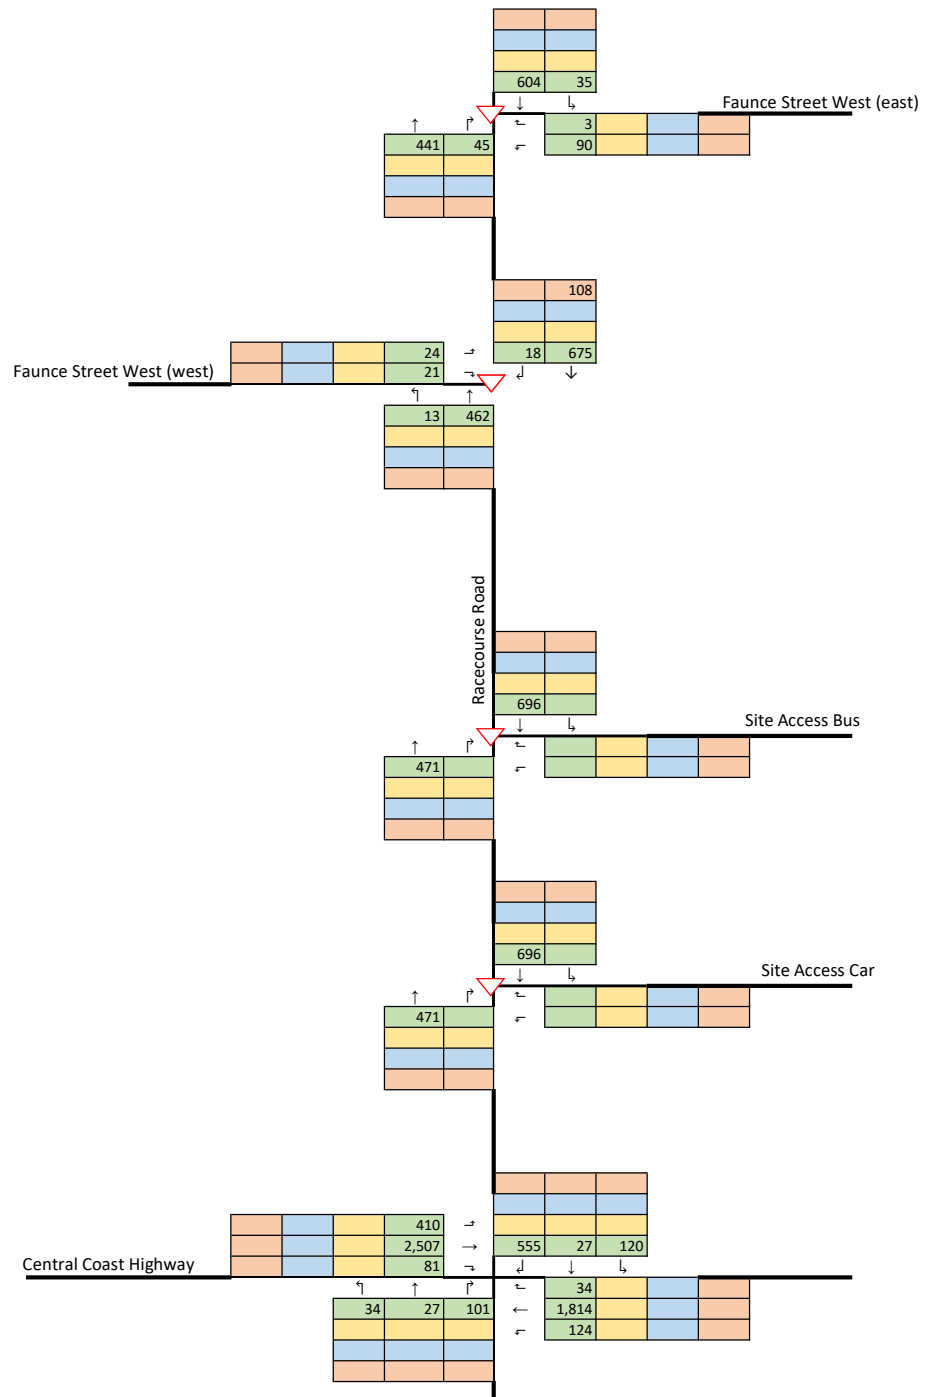 604 35
Faunce Street West (east)
↓ ↳
↑ ↱ 3
441 45 90
108
24 18 675
Faunce Street West (west) 21
13 462
Racecourse Road
696
Site Access Bus
471
696
Site Access Car
471
410
2,507 555 27 120
Central Coast Highway 81
34
34 27 101 1,814
124